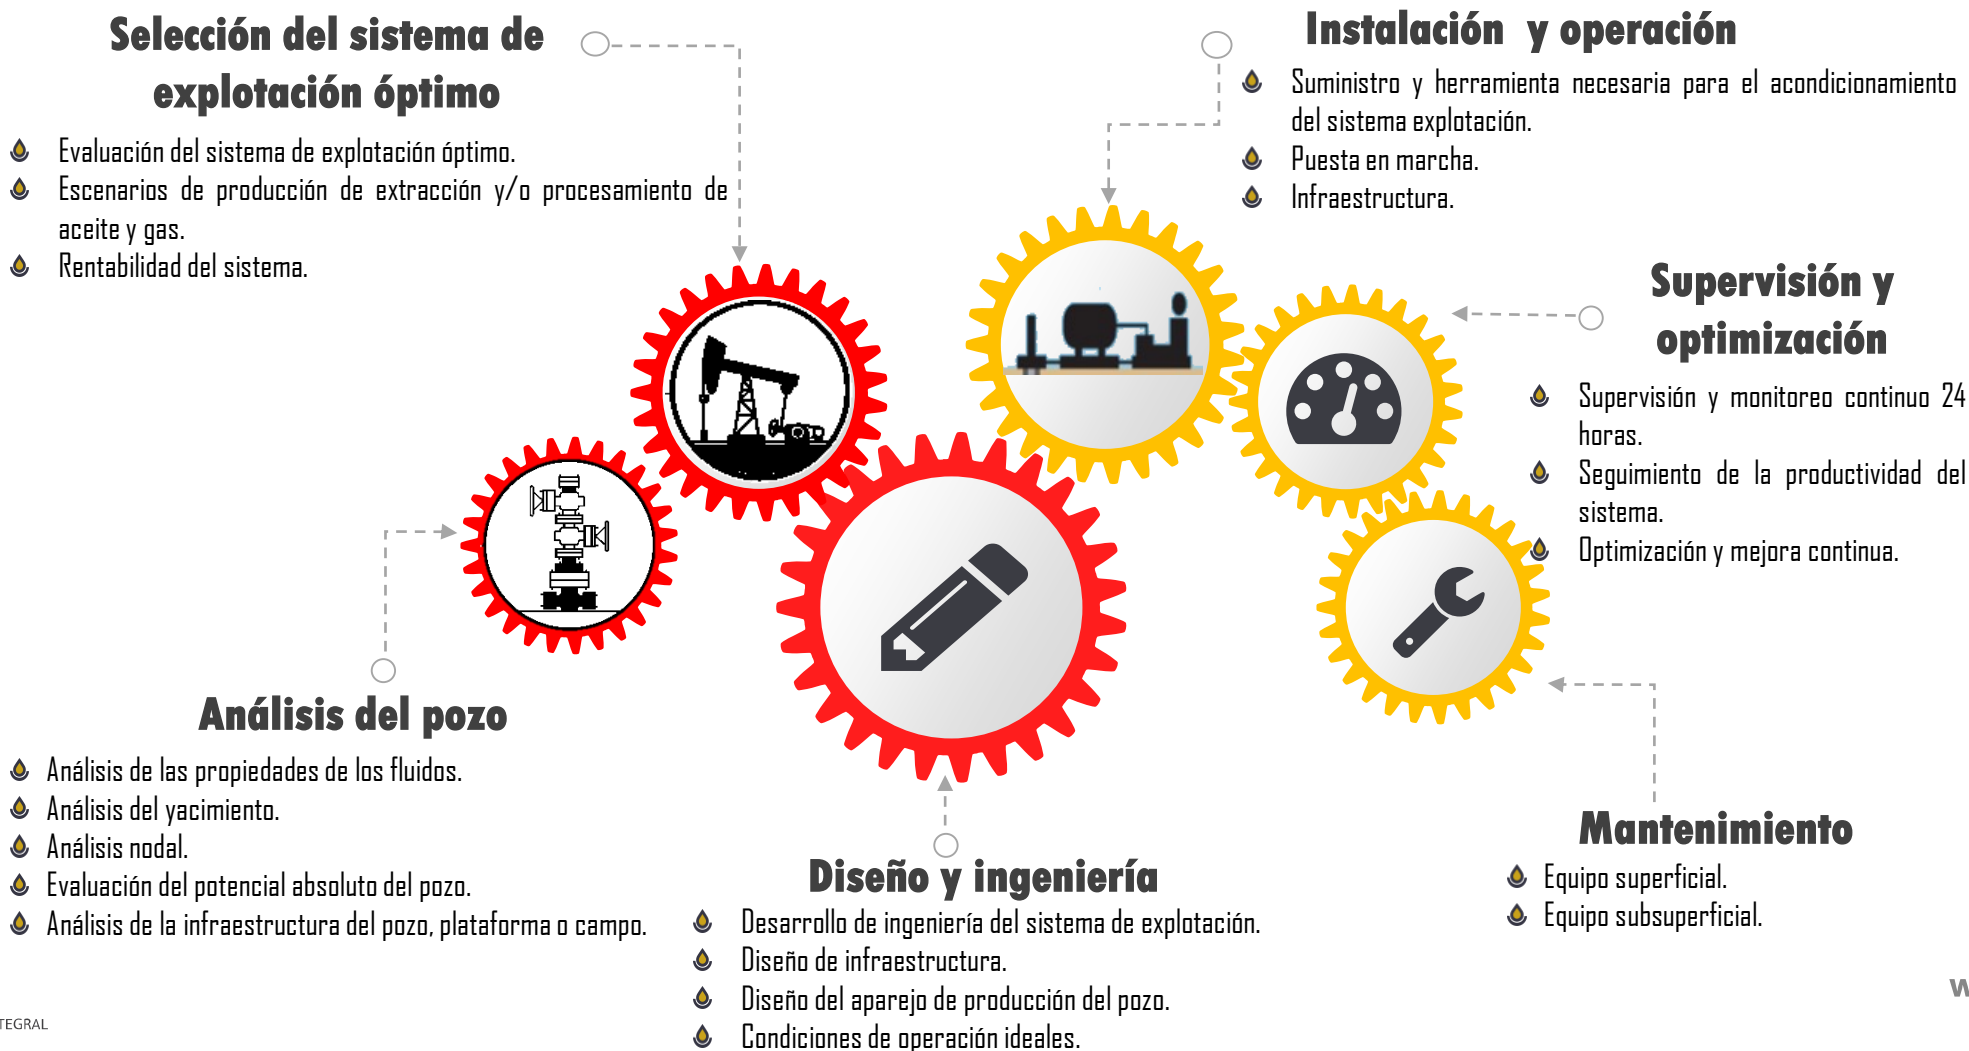 Selección del sistema de
explotación óptimo
Evaluación del sistema de explotación óptimo.
Escenarios de producción de extracción y/o procesamiento de
aceite y gas.
Rentabilidad del sistema.
Instalación y operación
Suministro y herramienta necesaria para el acondicionamiento
del sistema explotación.
Puesta en marcha.
Infraestructura.
Supervisión y
optimización
Supervisión y monitoreo continuo 24
horas.
Seguimiento de la productividad del
sistema.
Optimización y mejora continua.
Análisis del pozo
Análisis de las propiedades de los fluidos.
Análisis del yacimiento.
Análisis nodal.
Evaluación del potencial absoluto del pozo.
Análisis de la infraestructura del pozo, plataforma o campo.
Diseño y ingeniería
Desarrollo de ingeniería del sistema de explotación.
Diseño de infraestructura.
Diseño del aparejo de producción del pozo.
Condiciones de operación ideales.
Mantenimiento
Equipo superficial.
Equipo subsuperficial.
TEGRAL